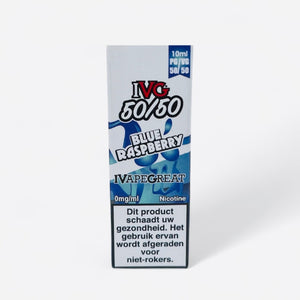 10ml
PG/VG
50/50
IVG
50/50
BLUE
RASPBERRY
IVAPEGREAT
0mg/ml Nicotine
Dit product
schaadt uw
gezondheid. Het
gebruik ervan
wordt afgeraden
voor
niet-rokers.